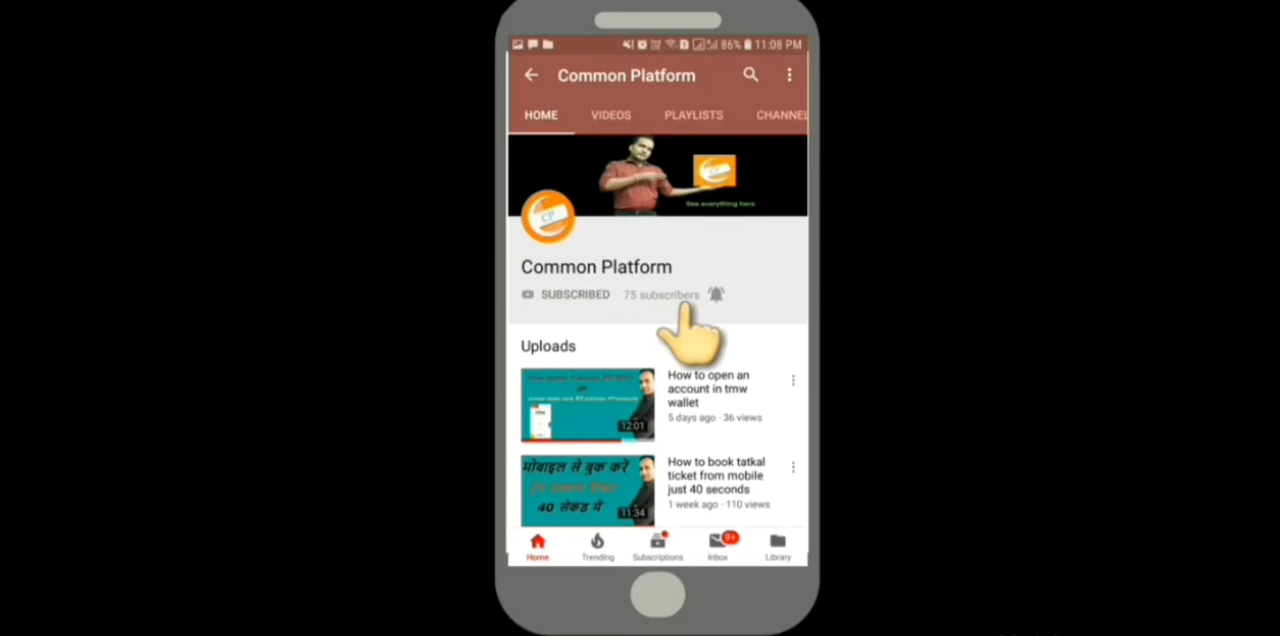 86% 11:08 PM
Common Platform
HOME VIDEOS PLAYLISTS CHANNEL
See everything here
CP
Common Platform
SUBSCRIBED 75 subscribers
Uploads
How to open an
account in tmw
wallet
5 days ago · 36 views
12:01
मोबाइल से बुक करें
40 सेकंड में
11:34
How to book tatkal
ticket from mobile
just 40 seconds
1 week ago · 110 views
9+
Home Trending Subscriptions Inbox Library